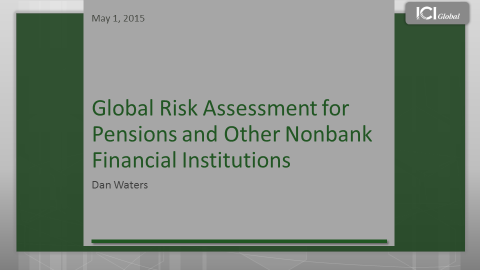 May 1, 2015
ICI Global
Global Risk Assessment for
Pensions and Other Nonbank
Financial Institutions
Dan Waters